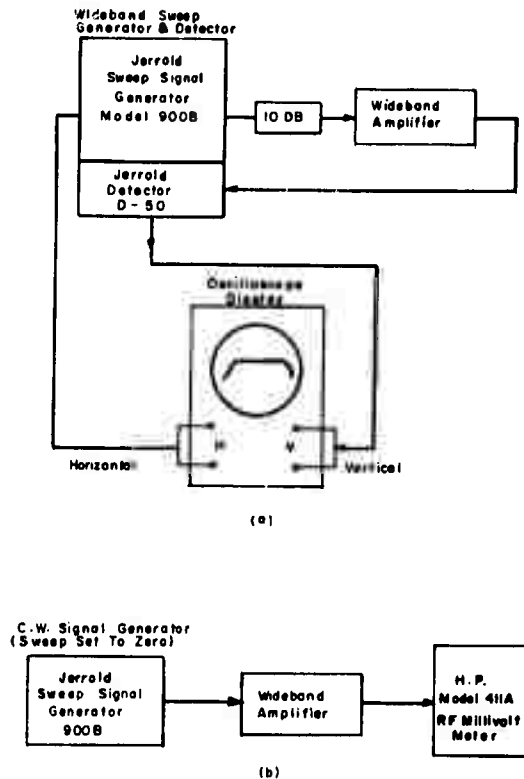 Wideband Sweep
Generator & Detector
Jerrold
Sweep Signal
Generator
Model 900B
10 DB
Wideband
Amplifier
Jerrold
Detector
D-50
Oscilloscope
Display
H
V
Horizontal
Vertical
(a)
C.W. Signal Generator
(Sweep Set To Zero)
Jerrold
Sweep Signal
Generator
900B
Wideband
Amplifier
H.P.
Model 411A
RF Millivolt
Meter
(b)